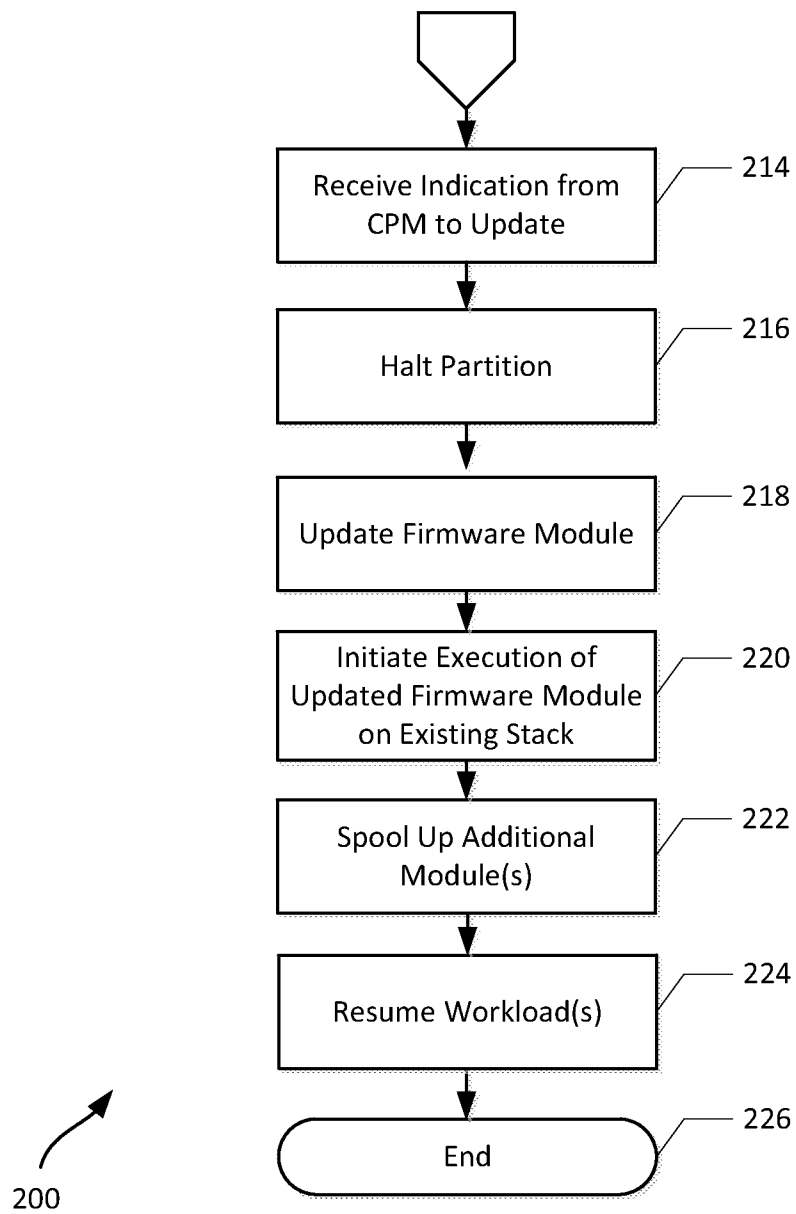 Receive Indication from
CPM to Update
214
Halt Partition
216
Update Firmware Module
218
Initiate Execution of
Updated Firmware Module
on Existing Stack
220
Spool Up Additional
Module(s)
222
Resume Workload(s)
224
End
226
200